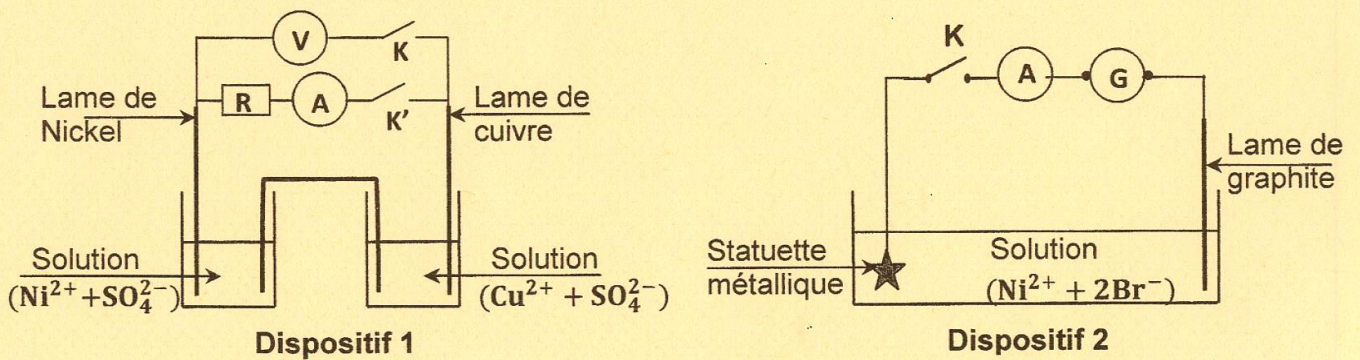 V
K
R
A
K'
Lame de
Nickel
Lame de
cuivre
Solution
(Ni²⁺+SO₄²⁻)
Solution
(Cu²⁺ + SO₄²⁻)
Dispositif 1
K
A
G
Lame de
graphite
Statuette
métallique
Solution
(Ni²⁺ + 2Br⁻)
Dispositif 2